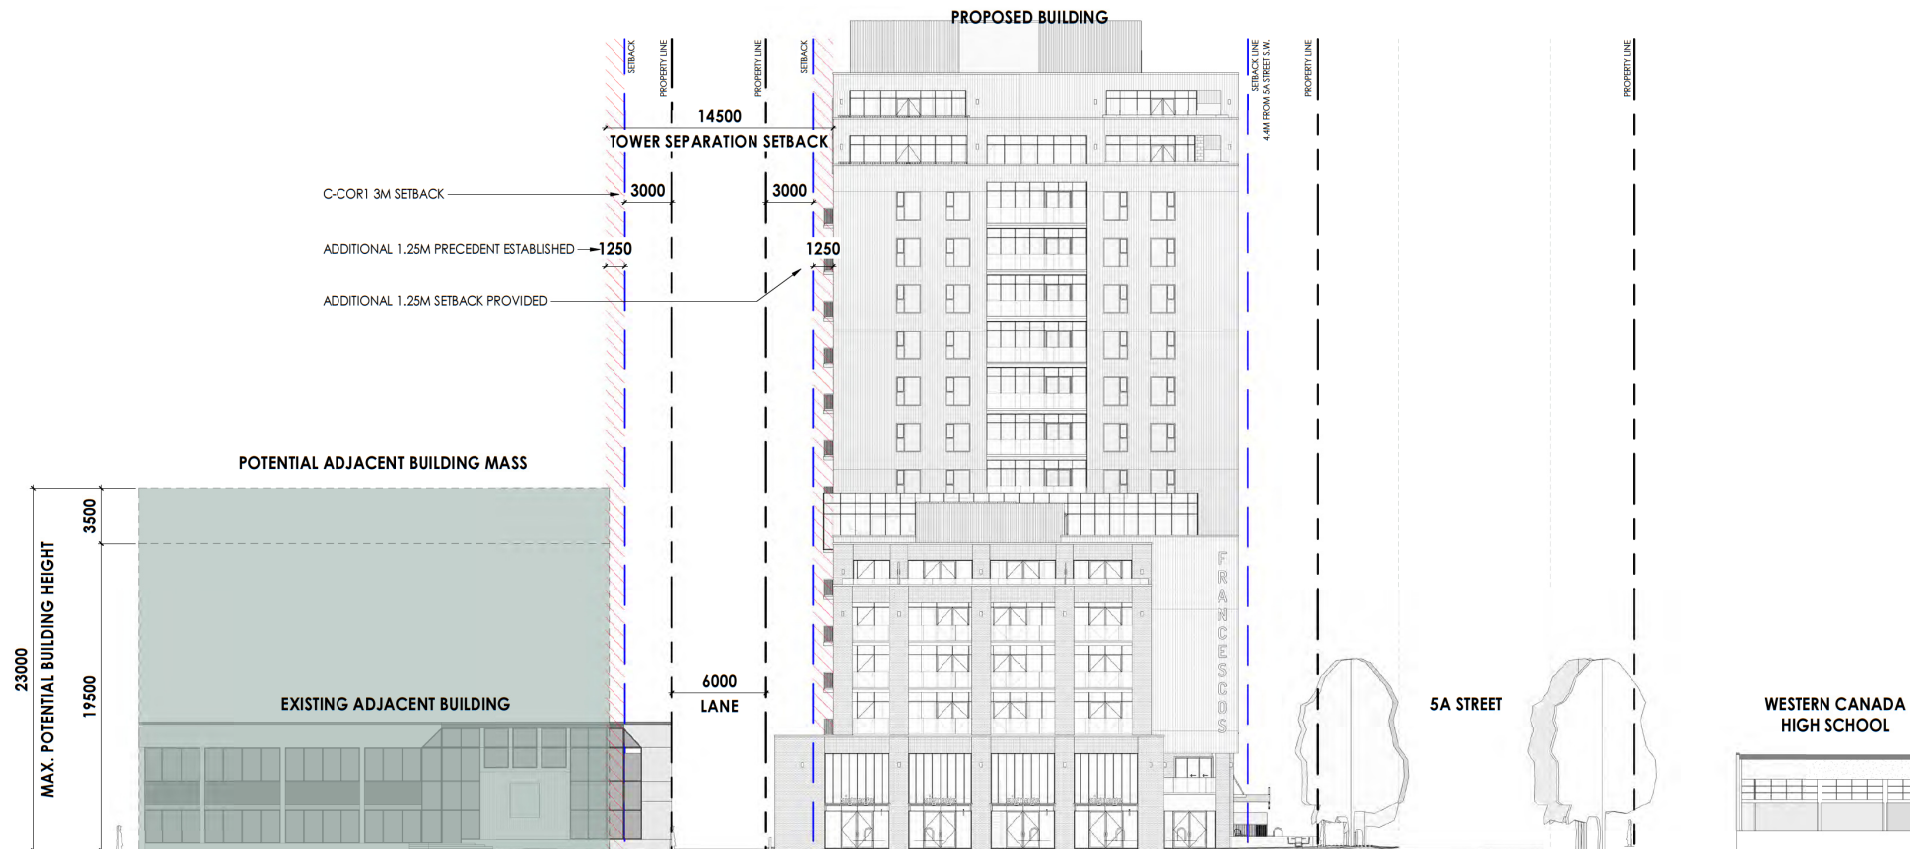 PROPOSED BUILDING
SETBACK
PROPERTY LINE
PROPERTY LINE
SETBACK
SETBACK LINE
4.4M FROM 5A STREET S.W.
PROPERTY LINE
PROPERTY LINE
14500
TOWER SEPARATION SETBACK
C-COR1 3M SETBACK
3000
3000
ADDITIONAL 1.25M PRECEDENT ESTABLISHED
1250
1250
ADDITIONAL 1.25M SETBACK PROVIDED
POTENTIAL ADJACENT BUILDING MASS
3500
23000
MAX. POTENTIAL BUILDING HEIGHT
19500
FRANCESCOS
6000
LANE
EXISTING ADJACENT BUILDING
5A STREET
WESTERN CANADA
HIGH SCHOOL